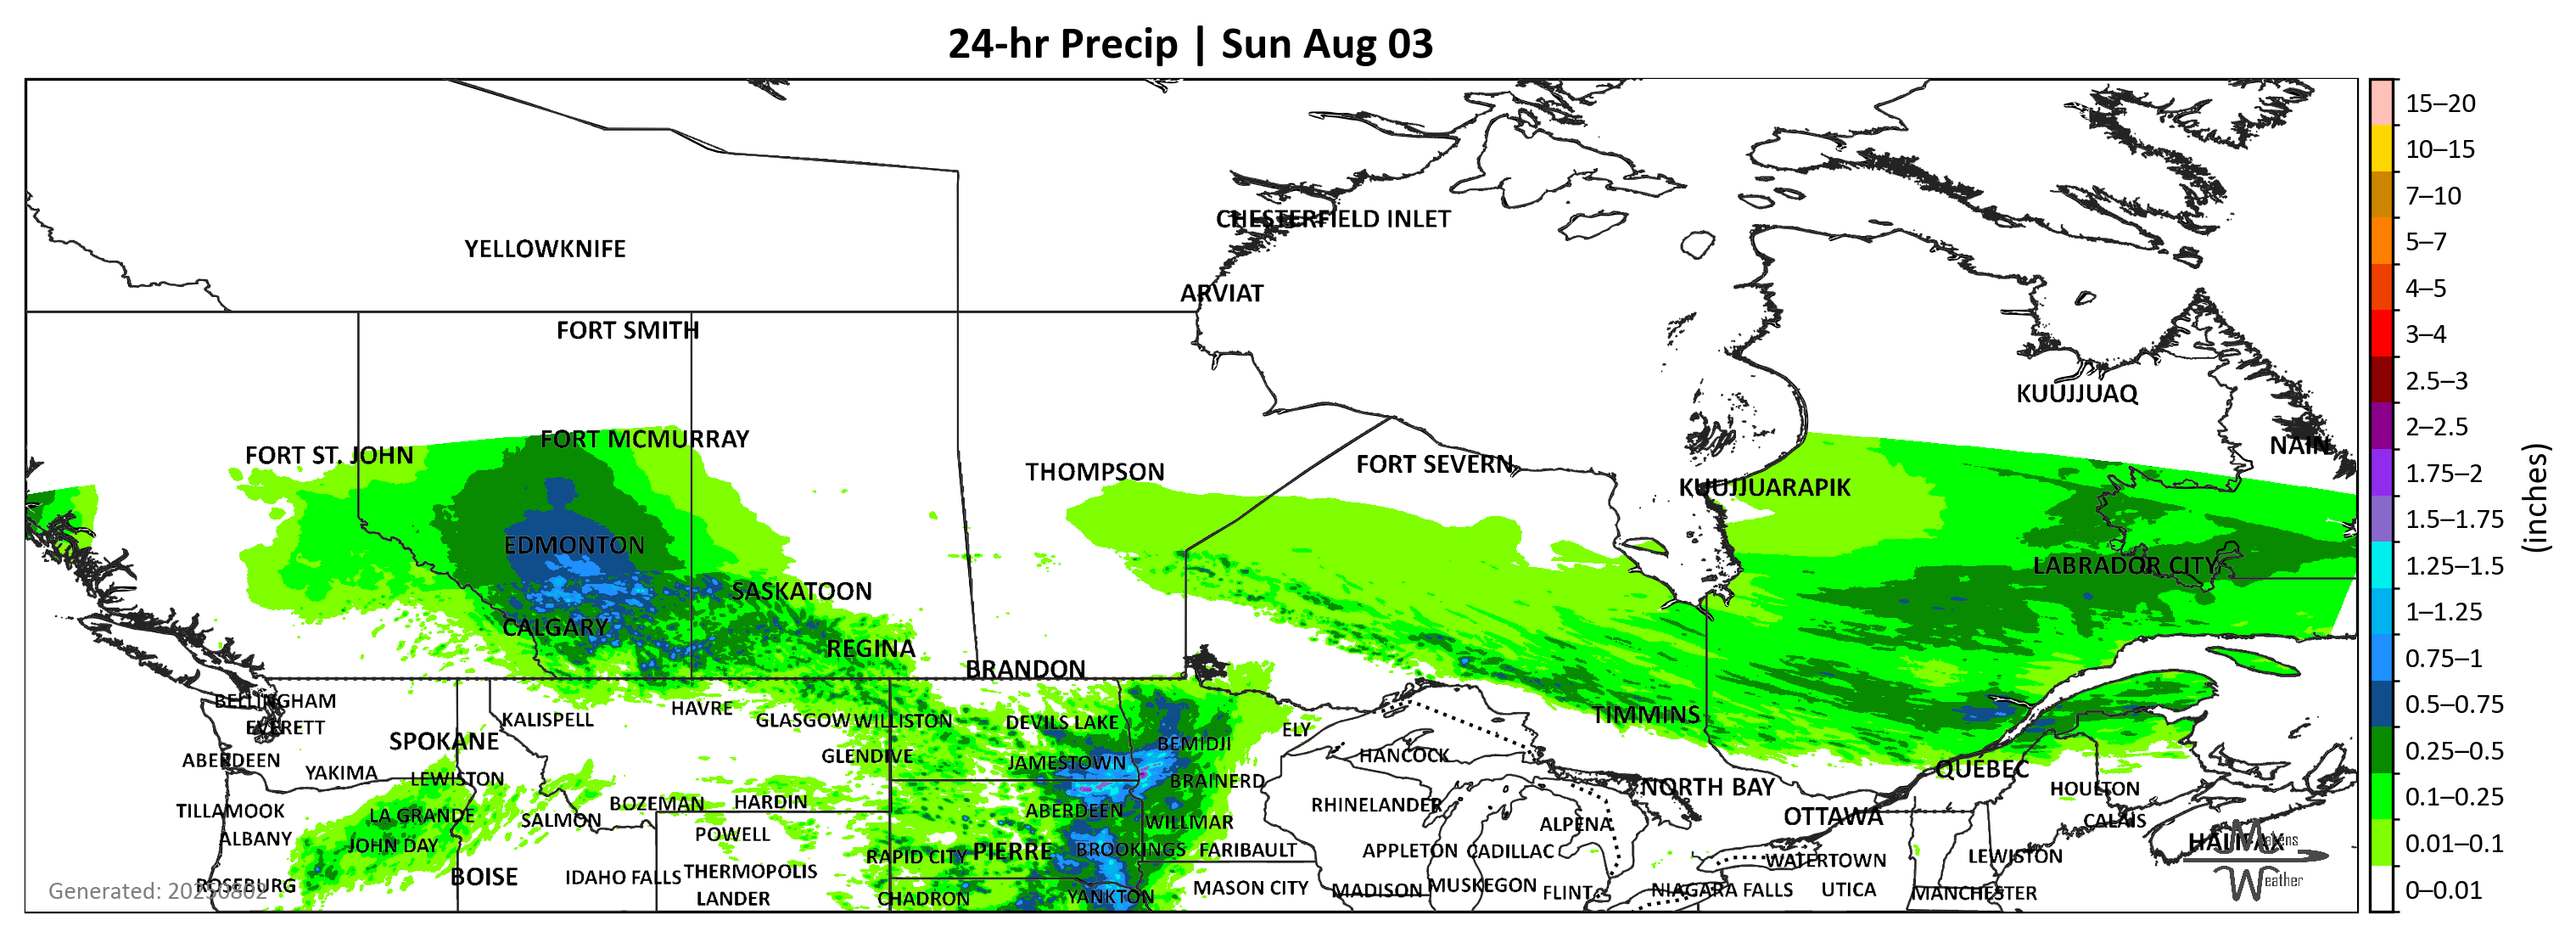 24-hr Precip | Sun Aug 03
CHESTERFIELD INLET
YELLOWKNIFE
ARVIAT
FORT SMITH
KUUJJUAQ
FORT MCMURRAY
NAIN
FORT ST. JOHN
FORT SEVERN
THOMPSON
KUUJJUARAPIK
EDMONTON
LABRADOR CITY
SASKATOON
CALGARY
REGINA
BRANDON
BELLINGHAM
HAVRE
KALISPELL
GLASGOW
WILLISTON
DEVILS LAKE
TIMMINS
EVERETT
ELY
SPOKANE
BEMIDJI
GLENDIVE
HANCOCK
ABERDEEN
JAMESTOWN
QUÉBEC
YAKIMA
LEWISTON
BRAINERD
NORTH BAY
HOULTON
BOZEMAN
HARDIN
RHINELANDER
TILLAMOOK
LA GRANDE
ABERDEEN
OTTAWA
SALMON
WILLMAR
ALPENA
CALAIS
ALBANY
POWELL
JOHN DAY
HALIFAX
Matens
RAPID CITY
PIERRE
BROOKINGS
FARIBAULT
APPLETON
CADILLAC
WATERTOWN
LEWISTON
BOISE
IDAHO FALLS
THERMOPOLIS
Weather
ROSEBURG
Generated: 20250802
MASON CITY
MADISON
MUSKEGON
FLINT
NIAGARA FALLS
UTICA
MANCHESTER
LANDER
CHADRON
YANKTON
15–20
10–15
7–10
5–7
4–5
3–4
2.5–3
2–2.5
1.75–2
1.5–1.75
1.25–1.5
1–1.25
0.75–1
0.5–0.75
0.25–0.5
0.1–0.25
0.01–0.1
0–0.01
(inches)